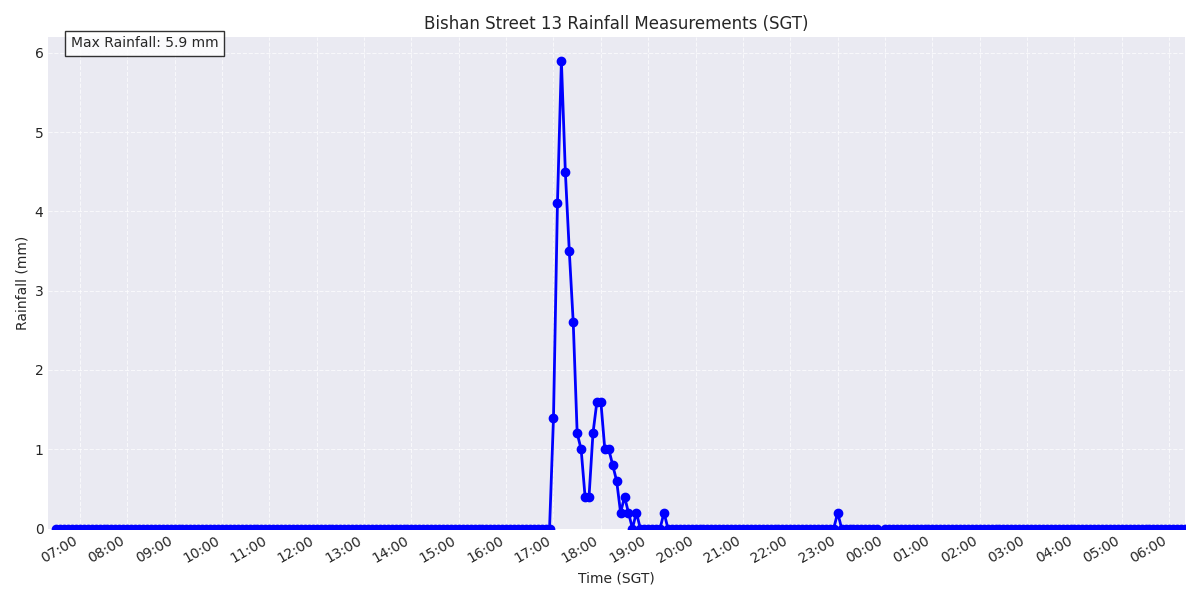 Bishan Street 13 Rainfall Measurements (SGT)
Max Rainfall: 5.9 mm
Rainfall (mm)
6
5
4
3
2
1
0
07:00 08:00 09:00 10:00 11:00 12:00 13:00 14:00 15:00 16:00 17:00 18:00 19:00 20:00 21:00 22:00 23:00 00:00 01:00 02:00 03:00 04:00 05:00 06:00
Time (SGT)